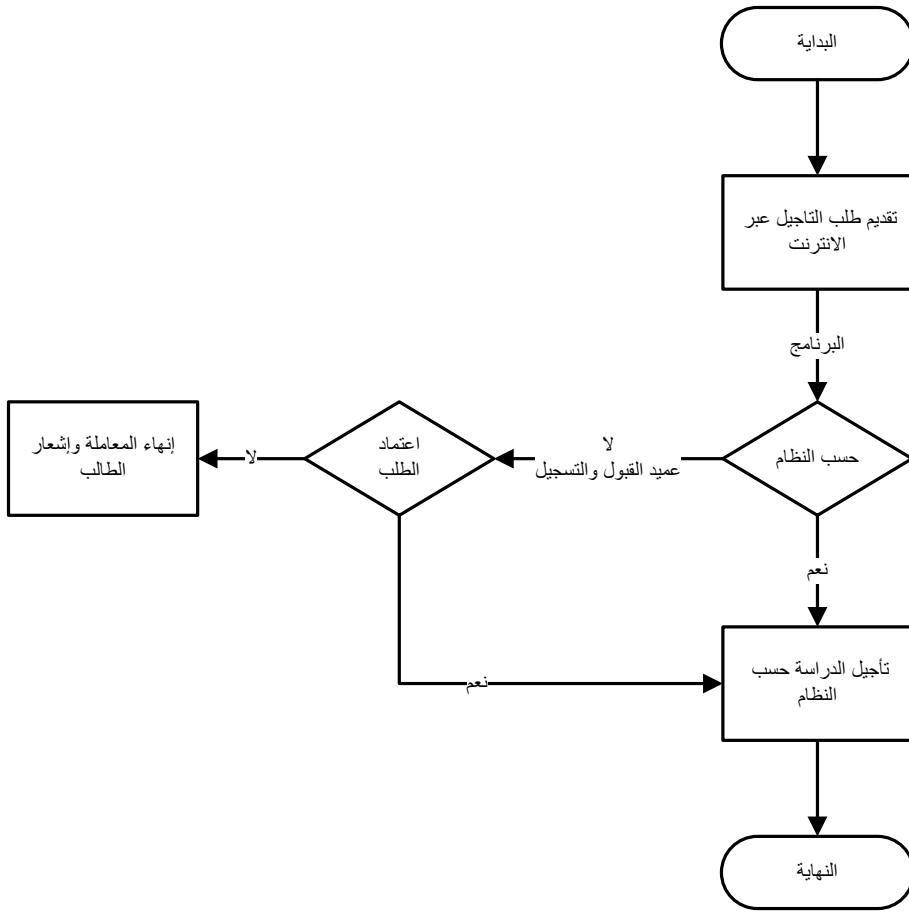 البداية
تقديم طلب التاجيل عبر
الانترنت
البرنامج
حسب النظام
لا
عميد القبول والتسجيل
اعتماد
الطلب
لا
إنهاء المعاملة وإشعار
الطالب
نعم
تأجيل الدراسة حسب
النظام
نعم
النهاية